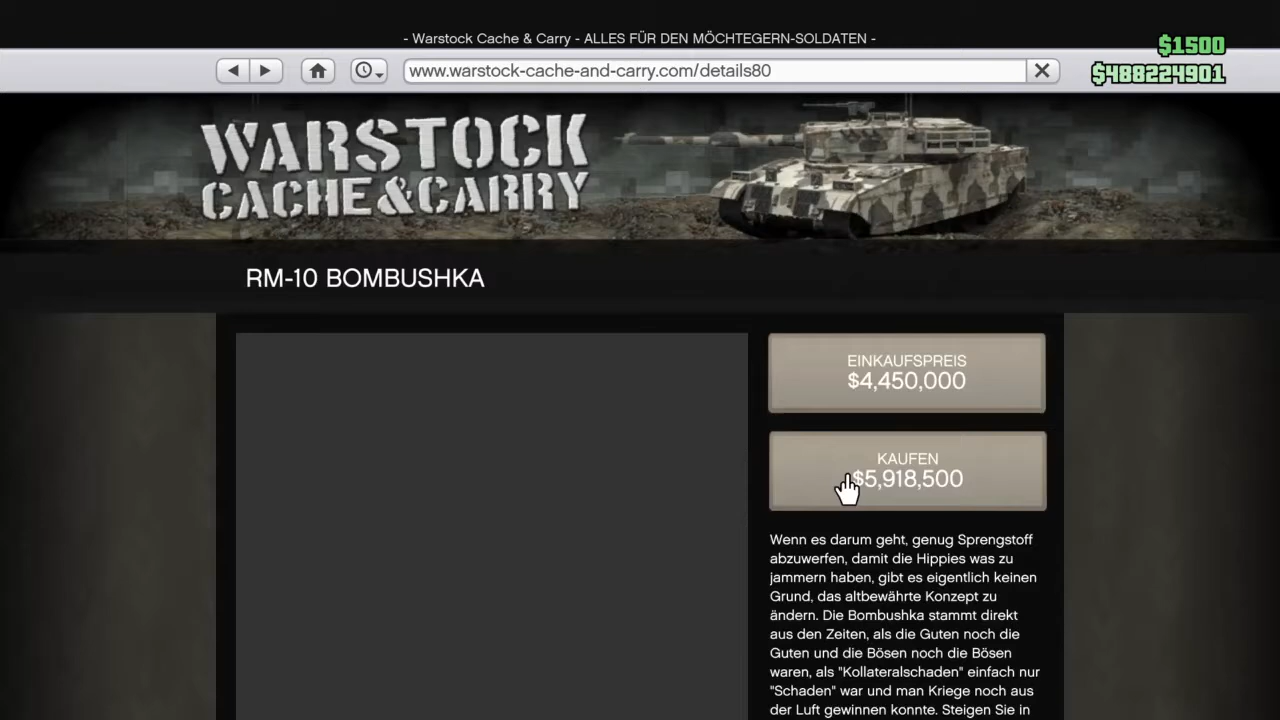 - Warstock Cache & Carry - ALLES FÜR DEN MÖCHTEGERN-SOLDATEN -
$1500
www.warstock-cache-and-carry.com/details80
$488224901
WARSTOCK
CACHE&CARRY
RM-10 BOMBUSHKA
EINKAUFSPREIS
$4,450,000
KAUFEN
$5,918,500
Wenn es darum geht, genug Sprengstoff
abzuwerfen, damit die Hippies was zu
jammern haben, gibt es eigentlich keinen
Grund, das altbewährte Konzept zu
ändern. Die Bombushka stammt direkt
aus den Zeiten, als die Guten noch die
Guten und die Bösen noch die Bösen
waren, als "Kollateralschaden" einfach nur
"Schaden" war und man Kriege noch aus
der Luft gewinnen konnte. Steigen Sie in